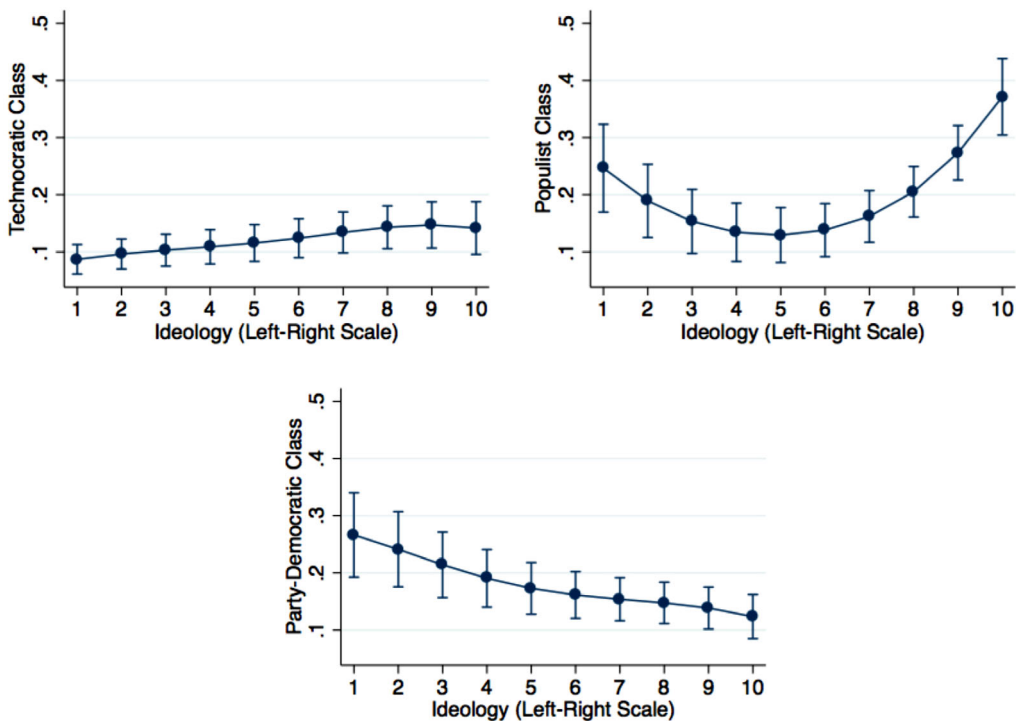 Technocratic Class
.5
.4
.3
.2
.1
1 2 3 4 5 6 7 8 9 10
Ideology (Left-Right Scale)
Populist Class
.5
.4
.3
.2
.1
1 2 3 4 5 6 7 8 9 10
Ideology (Left-Right Scale)
Party-Democratic Class
.5
.4
.3
.2
.1
1 2 3 4 5 6 7 8 9 10
Ideology (Left-Right Scale)